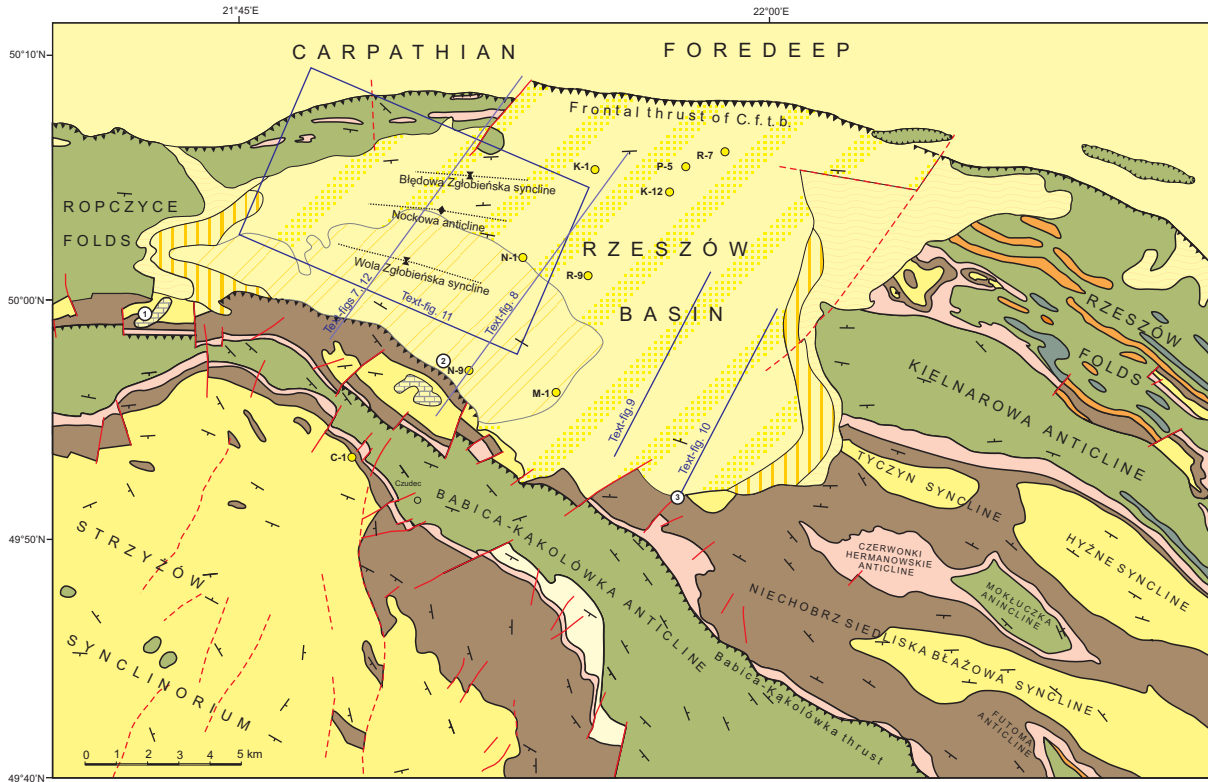 21°45'E
22°00'E
50°10'N
CARPATHIAN FOREDEEP
Frontal thrust of C.f.t.b.
K-1
P-5
R-7
K-12
Błędowa Zgłobieńska syncline
Nockowa anticline
Wola Zgłobieńska syncline
ROPCZYCE
FOLDS
N-1
R-9
RZESZÓW
BASIN
50°00'N
1
Text-figs 7, 12
Text-fig. 11
Text-fig. 8
2
N-9
M-1
Text-fig.9
Text-fig. 10
3
RZESZÓW
FOLDS
KIELNAROWA ANTICLINE
TYCZYN SYNCLINE
HYŻNE SYNCLINE
C-1
Czudec
49°50'N
BABICA-KĄKOLÓWKA ANTICLINE
CZERWONKI
HERMANOWSKIE
ANTICLINE
MOKŁUCZKA
ANINCLINE
NIECHOBRZ SIEDLISKA
BŁAŻOWA SYNCLINE
STRZYŻÓW
SYNCLINORIUM
Babica-Kąkolówka thrust
FUTOMA
ANTICLINE
0 1 2 3 4 5 km
49°40'N